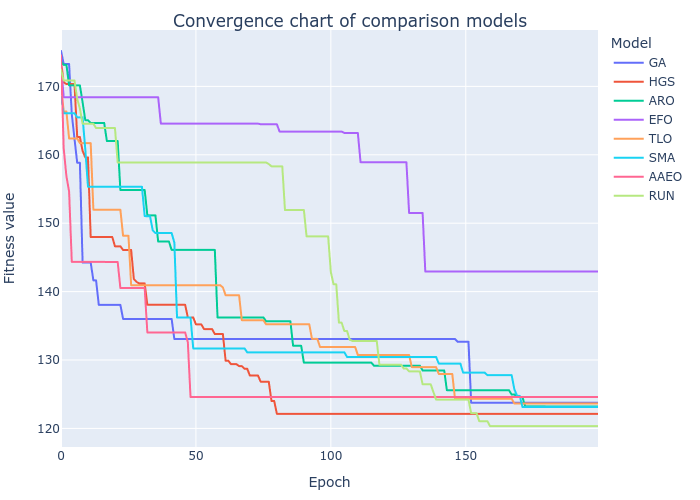 Convergence chart of comparison models
Model
GA
HGS
ARO
EFO
TLO
SMA
AAEO
RUN
Fitness value
170
160
150
140
130
120
0
50
100
150
Epoch